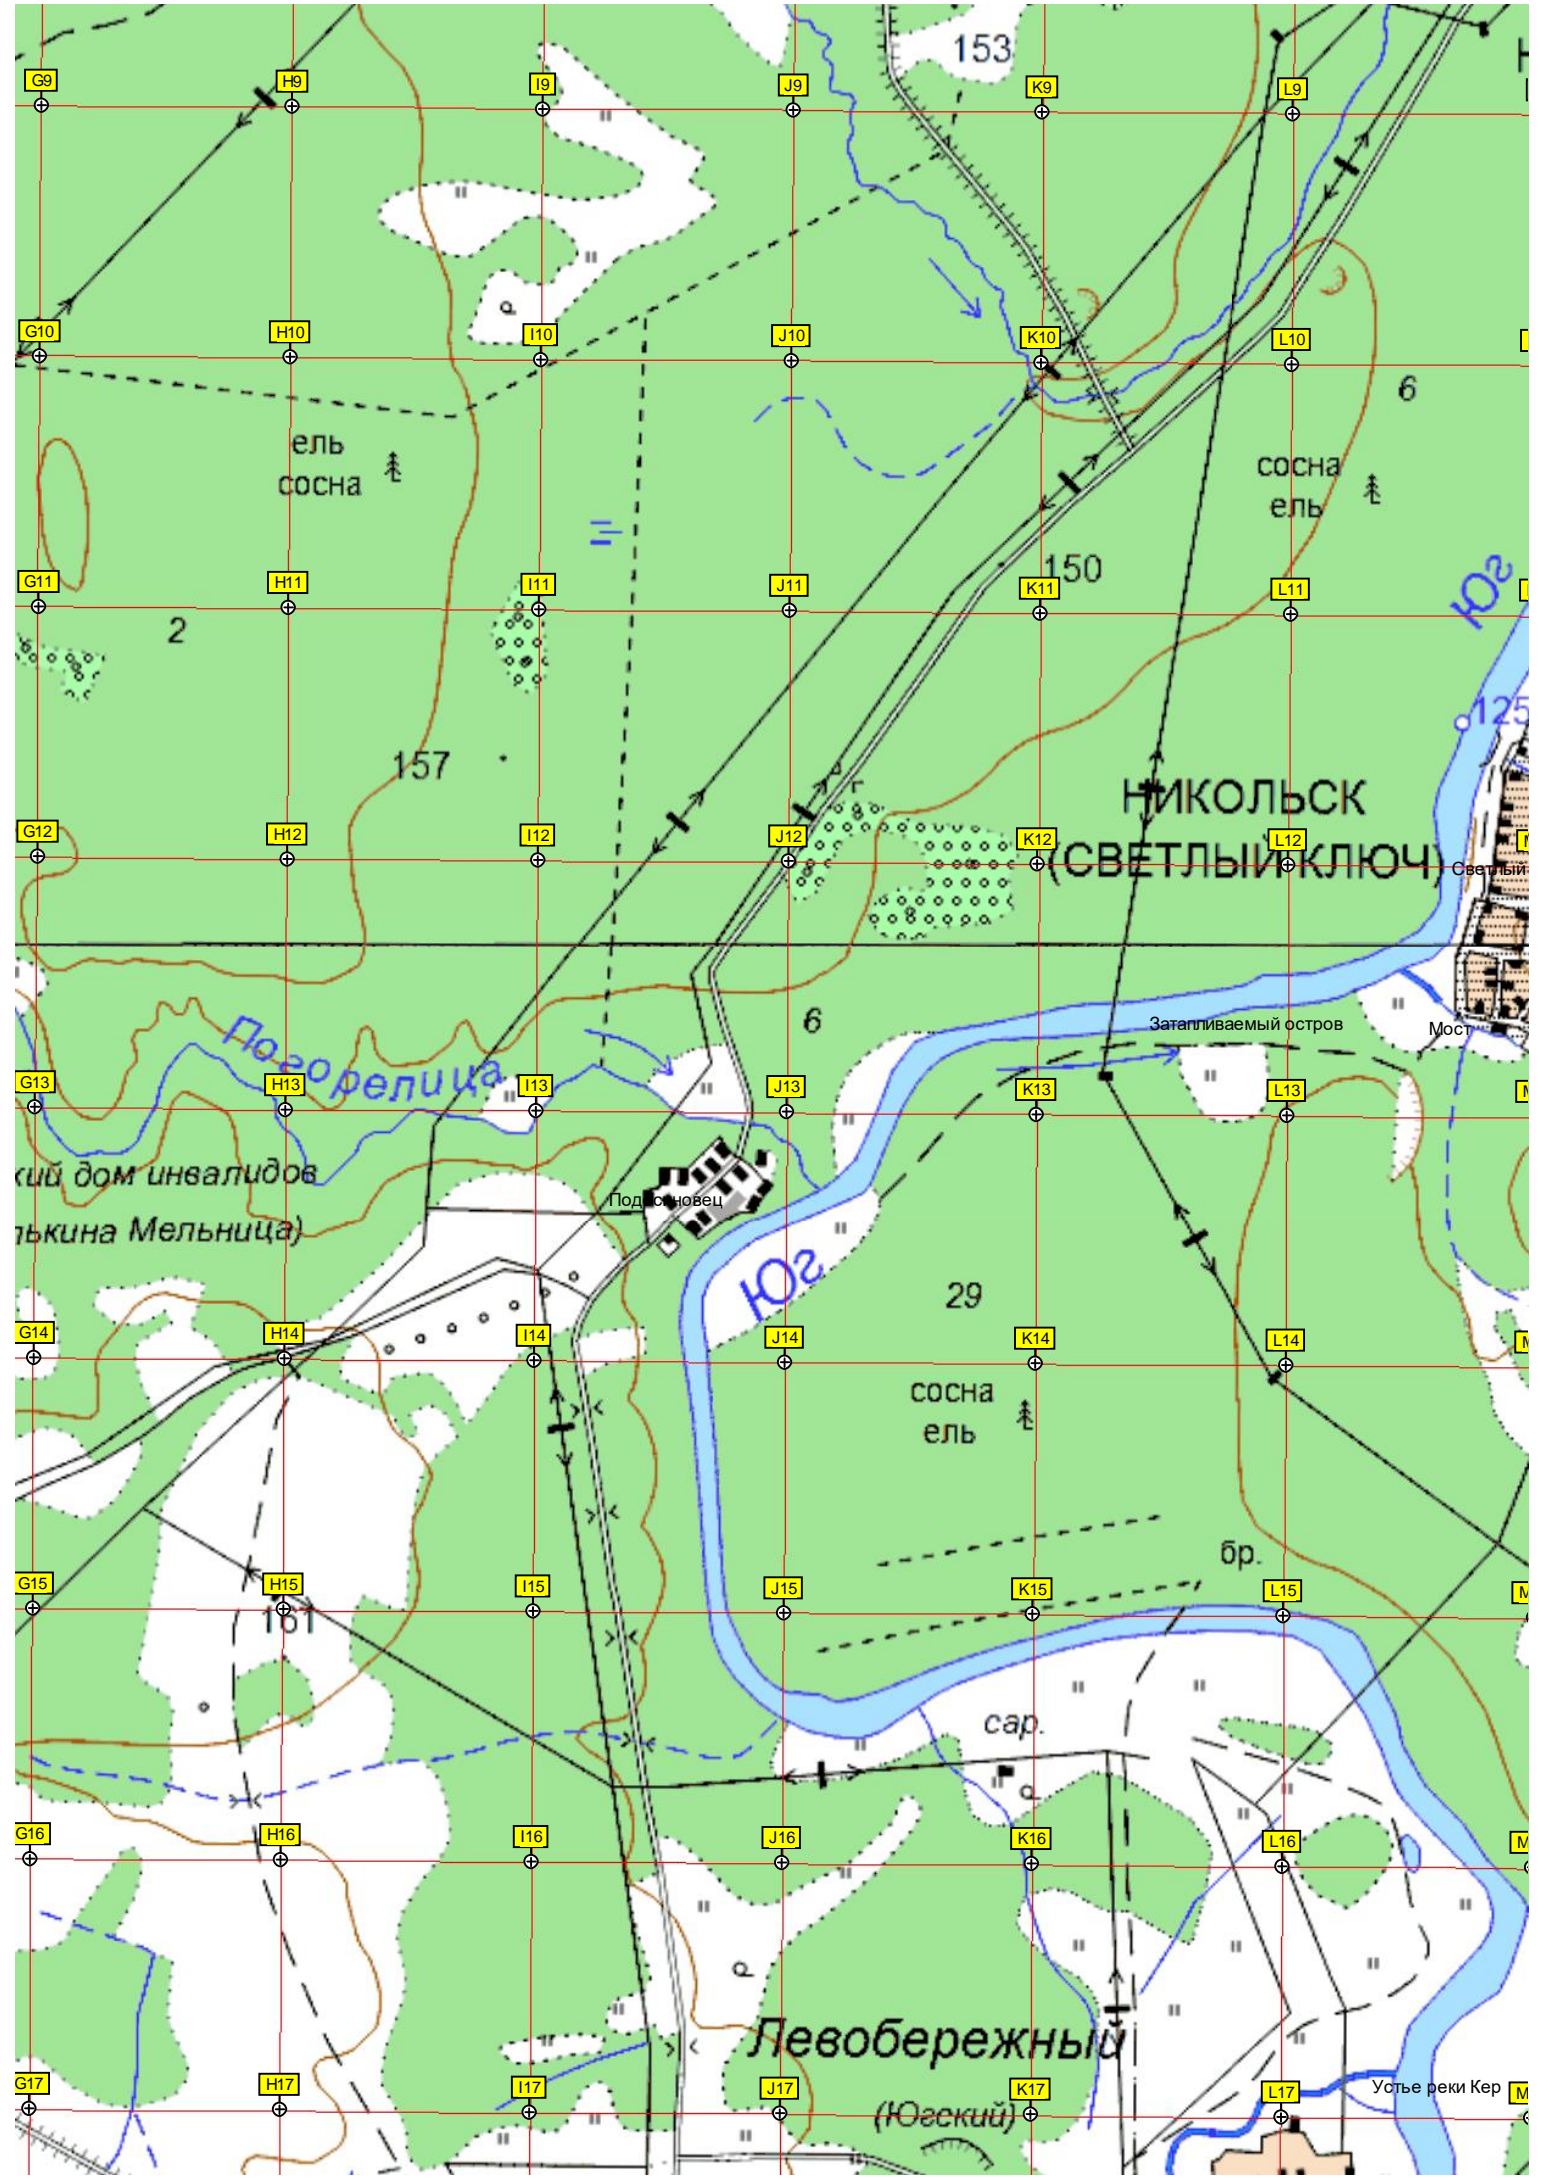 153
G9 H9 I9 J9 K9 L9
G10 H10 I10 J10 K10 L10
6
ель
сосна
сосна
ель
150
Юг
G11 H11 I11 J11 K11 L11
2
125
157
НИКОЛЬСК
G12 H12 I12 J12 K12 L12
(СВЕТЛЫЙ КЛЮЧ)
Светлый
6
Затапливаемый остров
Мост
Погорелица
G13 H13 I13 J13 K13 L13
кий дом инвалидов
Подосиновец
лькина Мельница)
Юг
29
G14 H14 I14 J14 K14 L14
сосна
ель
бр.
G15 H15 I15 J15 K15 L15
161
сар.
G16 H16 I16 J16 K16 L16
Левобережный
G17 H17 I17 J17 K17 L17
Устье реки Кер
(Югский)